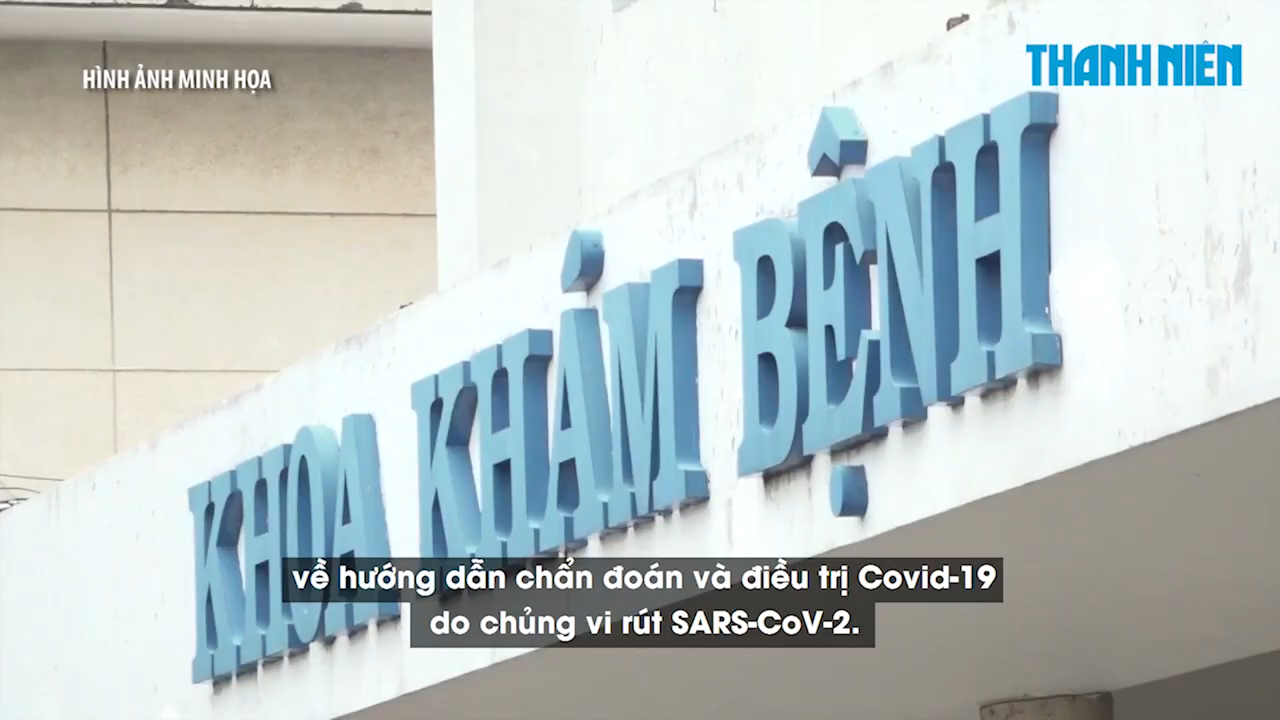 HÌNH ẢNH MINH HỌA
THANH NIÊN
KHOA KHÁM BỆNH
về hướng dẫn chẩn đoán và điều trị Covid-19
do chủng vi rút SARS-CoV-2.